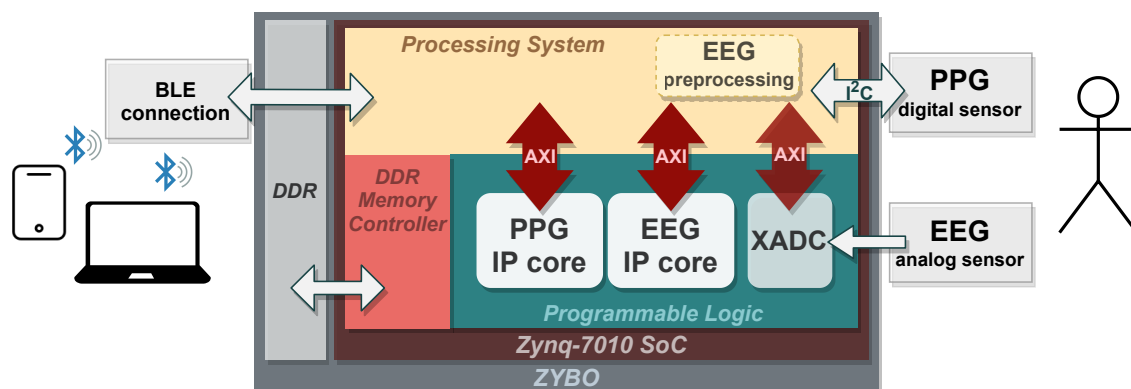 Processing System
EEG
preprocessing
BLE
connection
I²C
PPG
digital sensor
AXI
AXI
AXI
DDR
DDR
Memory
Controller
PPG
IP core
EEG
IP core
XADC
EEG
analog sensor
Programmable Logic
Zynq-7010 SoC
ZYBO